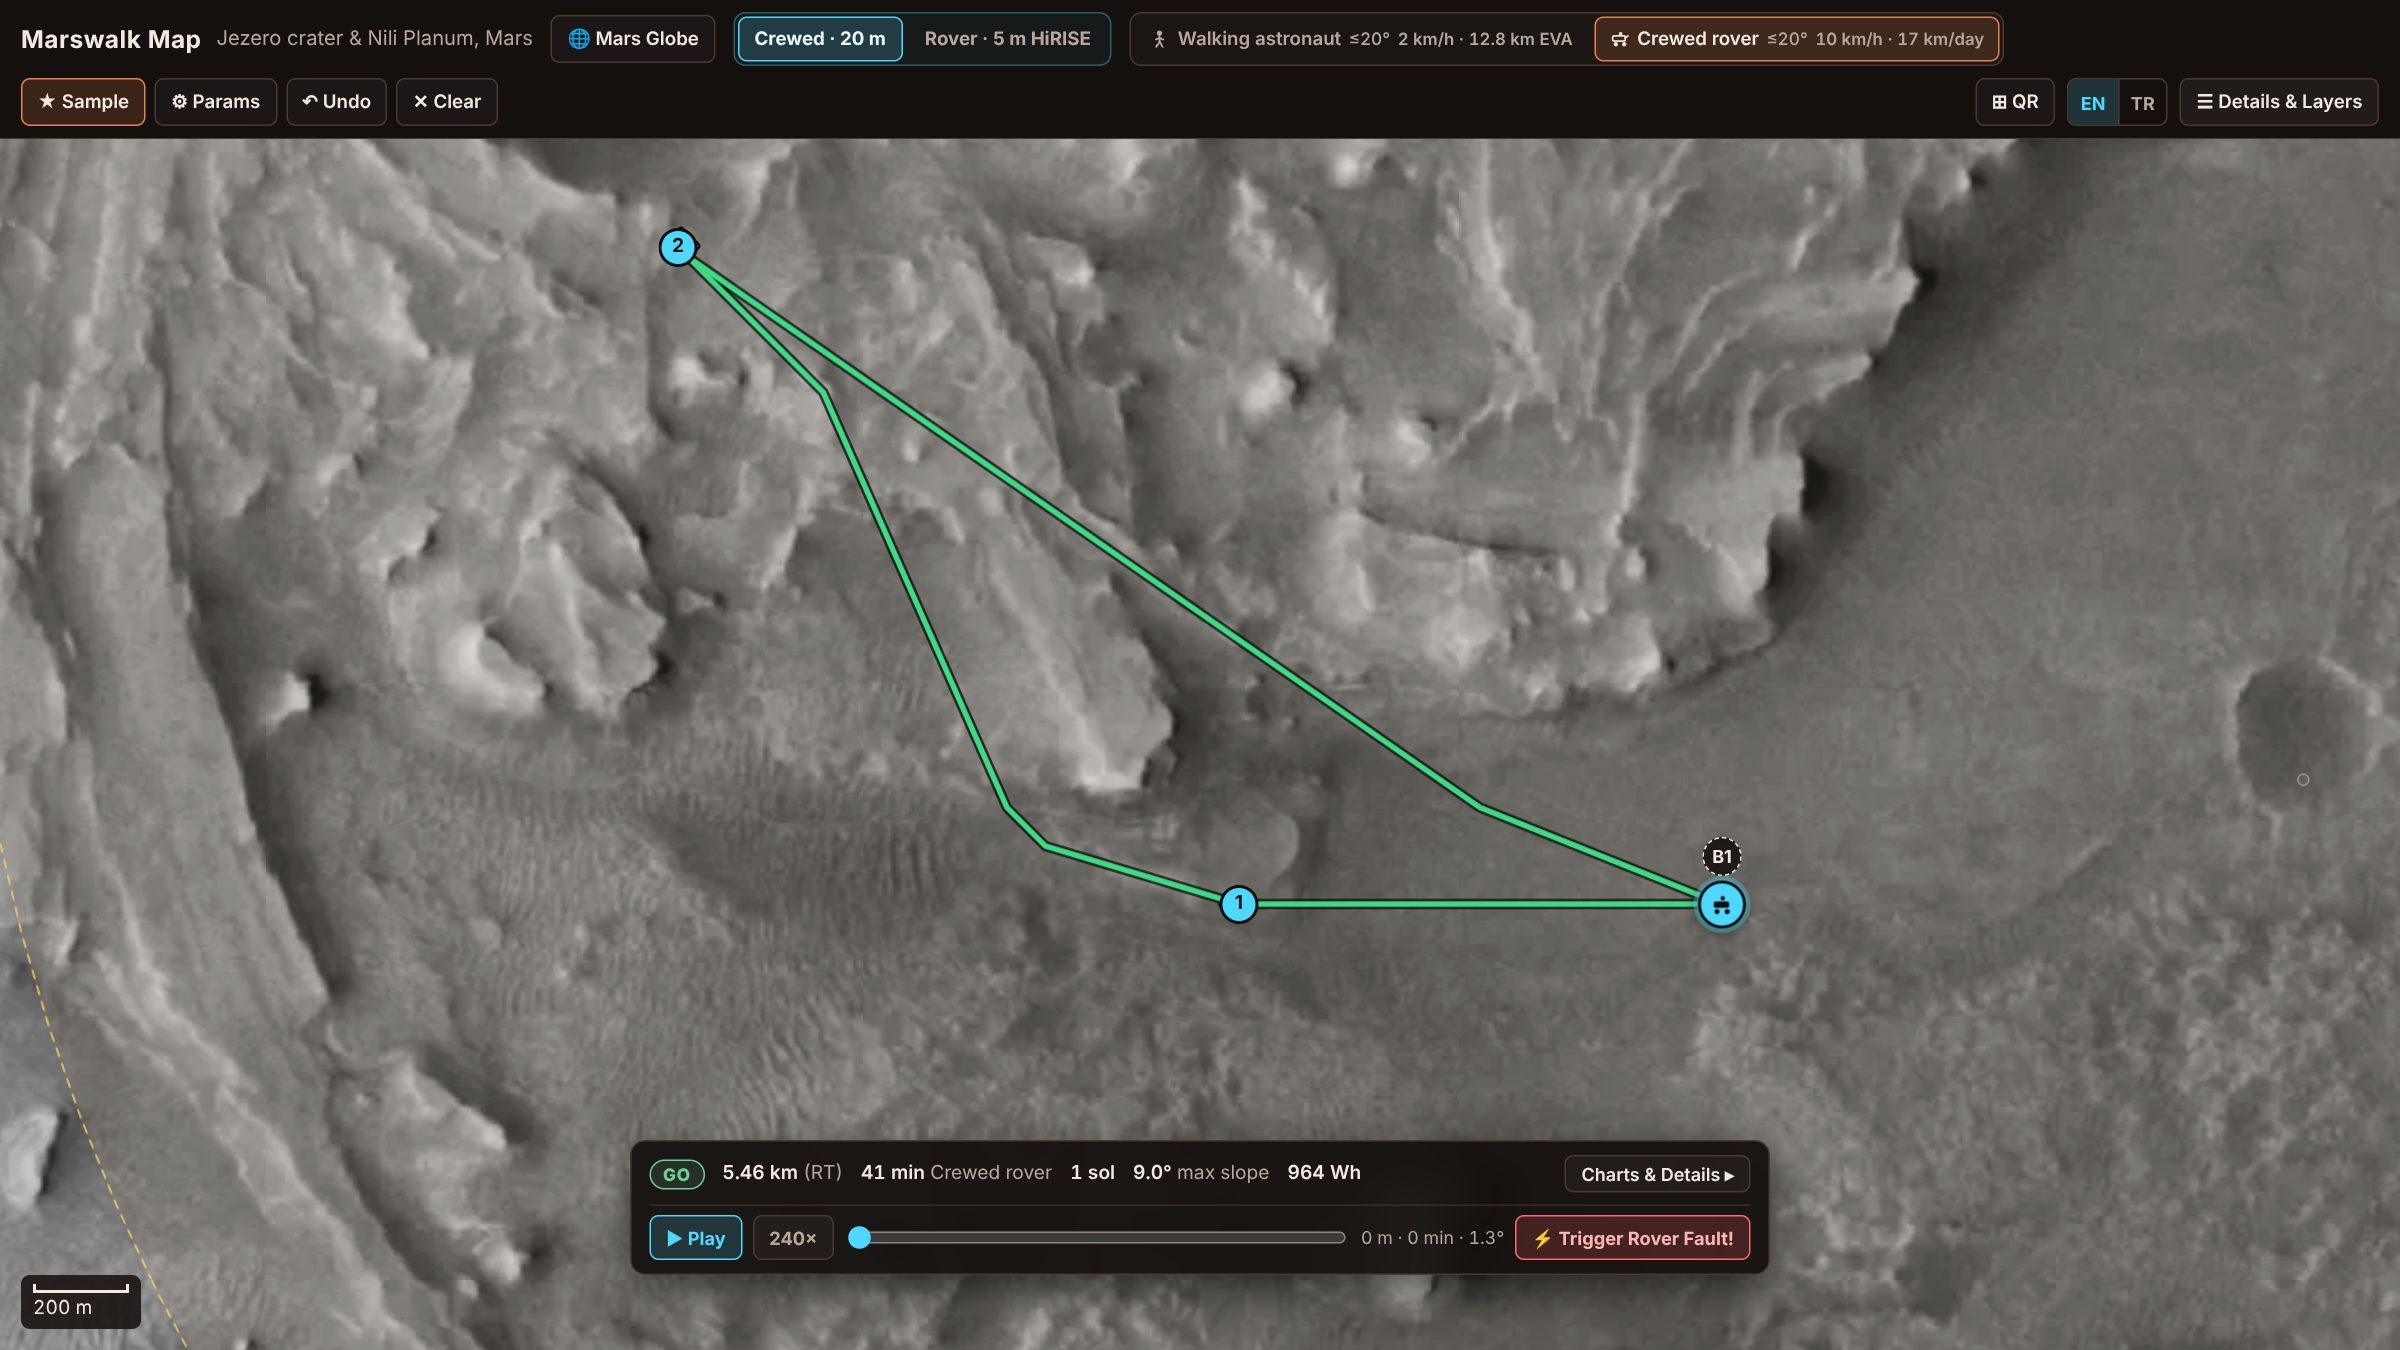 Marswalk Map Jezero crater & Nili Planum, Mars 🌐 Mars Globe Crewed · 20 m Rover · 5 m HiRISE Walking astronaut ≤20° 2 km/h · 12.8 km EVA Crewed rover ≤20° 10 km/h · 17 km/day
★ Sample ⚙ Params ↶ Undo ✕ Clear ⊞ QR EN TR ☰ Details & Layers
2
B1
1
GO 5.46 km (RT) 41 min Crewed rover 1 sol 9.0° max slope 964 Wh Charts & Details ▸
▶ Play 240× 0 m · 0 min · 1.3° ⚡ Trigger Rover Fault!
200 m